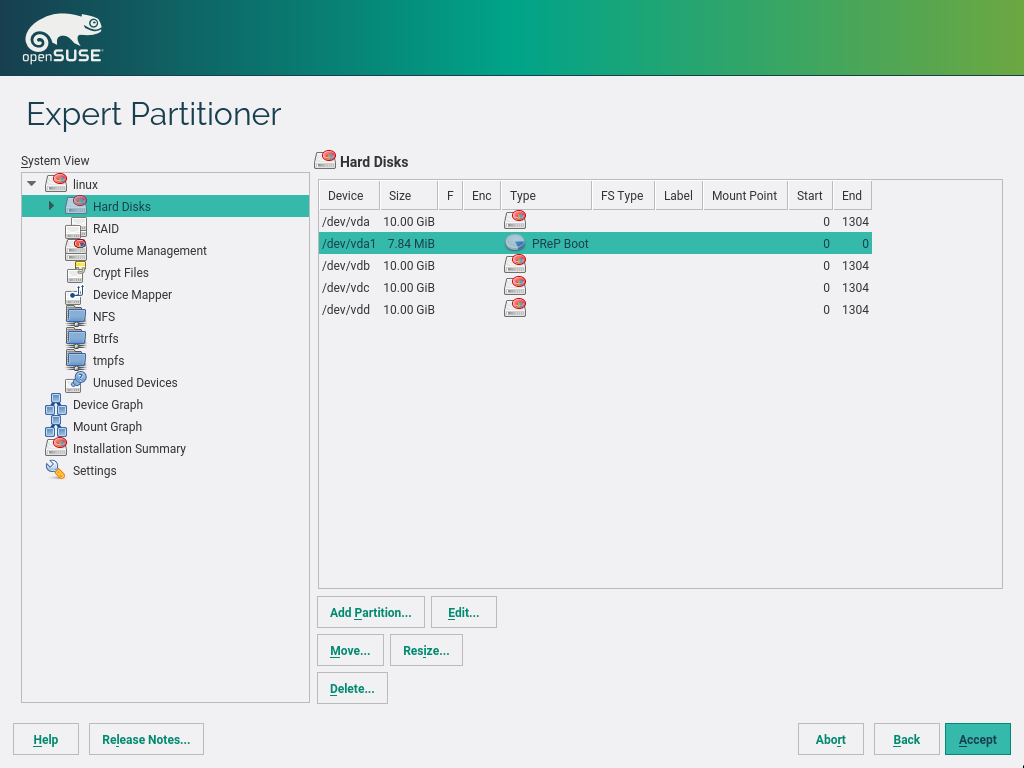 openSUSE
Expert Partitioner
System View
linux
Hard Disks
RAID
Volume Management
Crypt Files
Device Mapper
NFS
Btrfs
tmpfs
Unused Devices
Device Graph
Mount Graph
Installation Summary
Settings
Hard Disks
Device Size F Enc Type FS Type Label Mount Point Start End
/dev/vda 10.00 GiB 0 1304
/dev/vda1 7.84 MiB PReP Boot 0 0
/dev/vdb 10.00 GiB 0 1304
/dev/vdc 10.00 GiB 0 1304
/dev/vdd 10.00 GiB 0 1304
Add Partition... Edit...
Move... Resize...
Delete...
Help Release Notes... Abort Back Accept